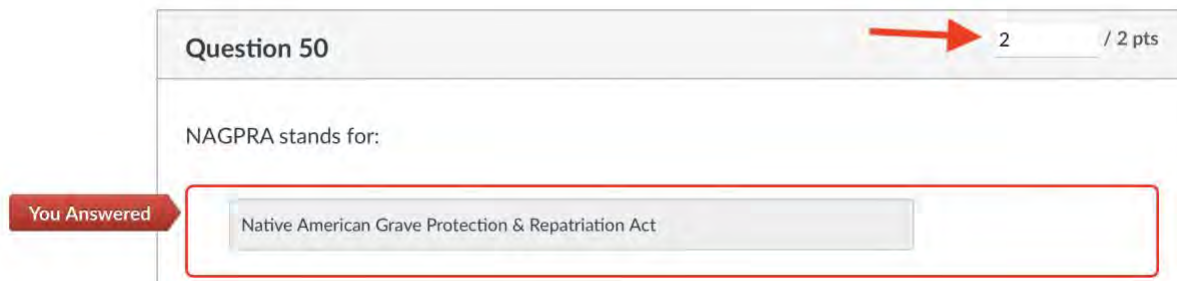 Question 50
2 / 2 pts
NAGPRA stands for:
You Answered
Native American Grave Protection & Repatriation Act